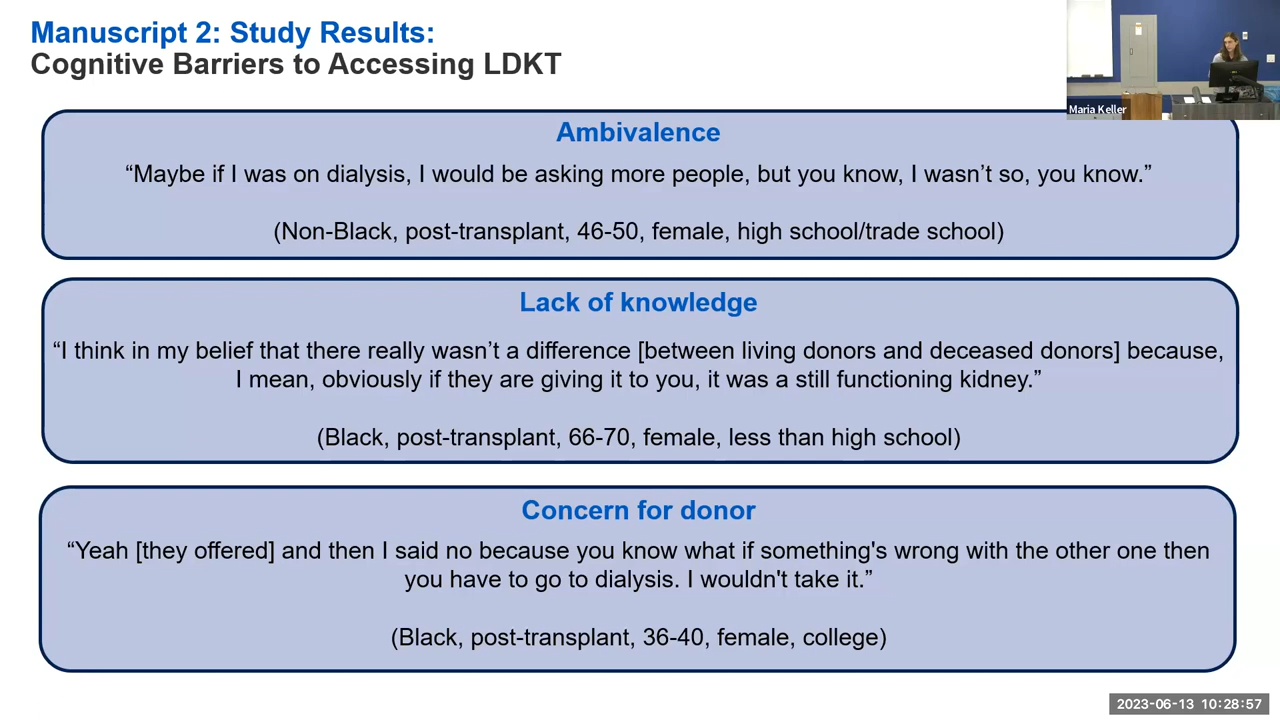 Manuscript 2: Study Results:
Cognitive Barriers to Accessing LDKT
Maria Keller
Ambivalence
“Maybe if I was on dialysis, I would be asking more people, but you know, I wasn’t so, you know.”
(Non-Black, post-transplant, 46-50, female, high school/trade school)
Lack of knowledge
“I think in my belief that there really wasn’t a difference [between living donors and deceased donors] because,
I mean, obviously if they are giving it to you, it was a still functioning kidney.”
(Black, post-transplant, 66-70, female, less than high school)
Concern for donor
“Yeah [they offered] and then I said no because you know what if something's wrong with the other one then
you have to go to dialysis. I wouldn't take it.”
(Black, post-transplant, 36-40, female, college)
2023-06-13 10:28:57